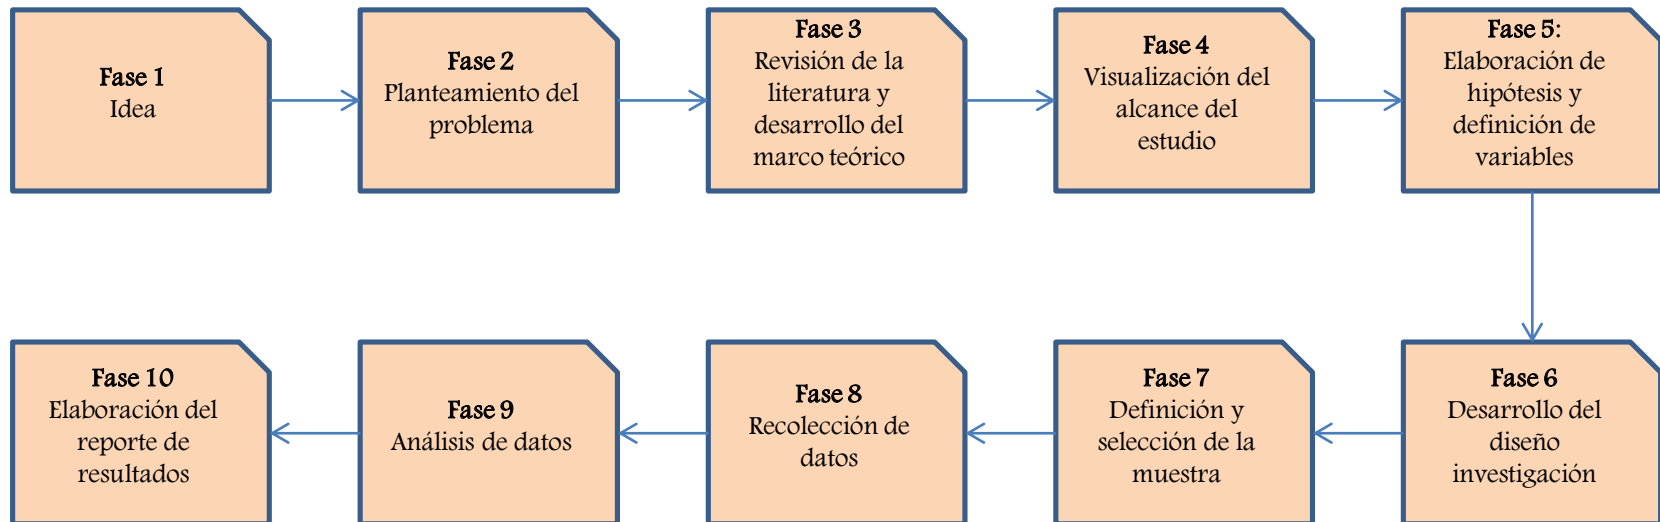 Fase 1
Idea
Fase 2
Planteamiento del
problema
Fase 3
Revisión de la
literatura y
desarrollo del
marco teórico
Fase 4
Visualización del
alcance del
estudio
Fase 5:
Elaboración de
hipótesis y
definición de
variables
Fase 6
Desarrollo del
diseño
investigación
Fase 7
Definición y
selección de la
muestra
Fase 8
Recolección de
datos
Fase 9
Análisis de datos
Fase 10
Elaboración del
reporte de
resultados